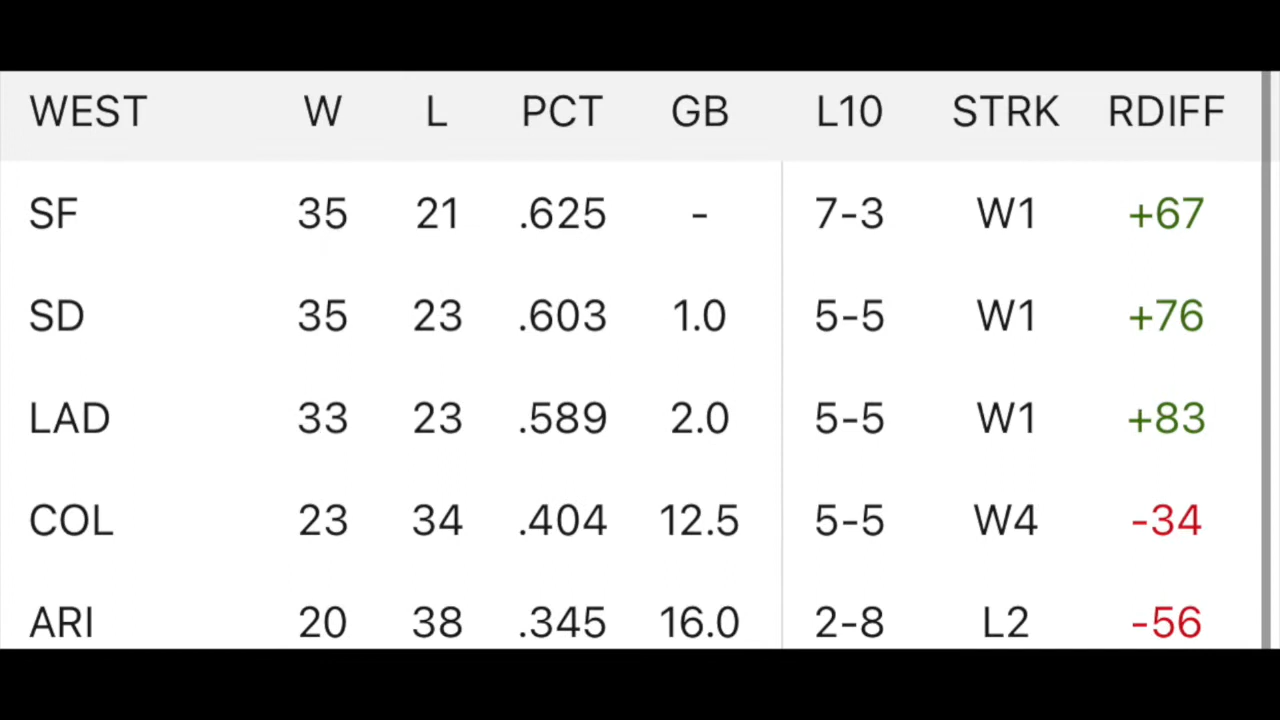 WEST W L PCT GB L10 STRK RDIFF
SF 35 21 .625 - 7-3 W1 +67
SD 35 23 .603 1.0 5-5 W1 +76
LAD 33 23 .589 2.0 5-5 W1 +83
COL 23 34 .404 12.5 5-5 W4 -34
ARI 20 38 .345 16.0 2-8 L2 -56